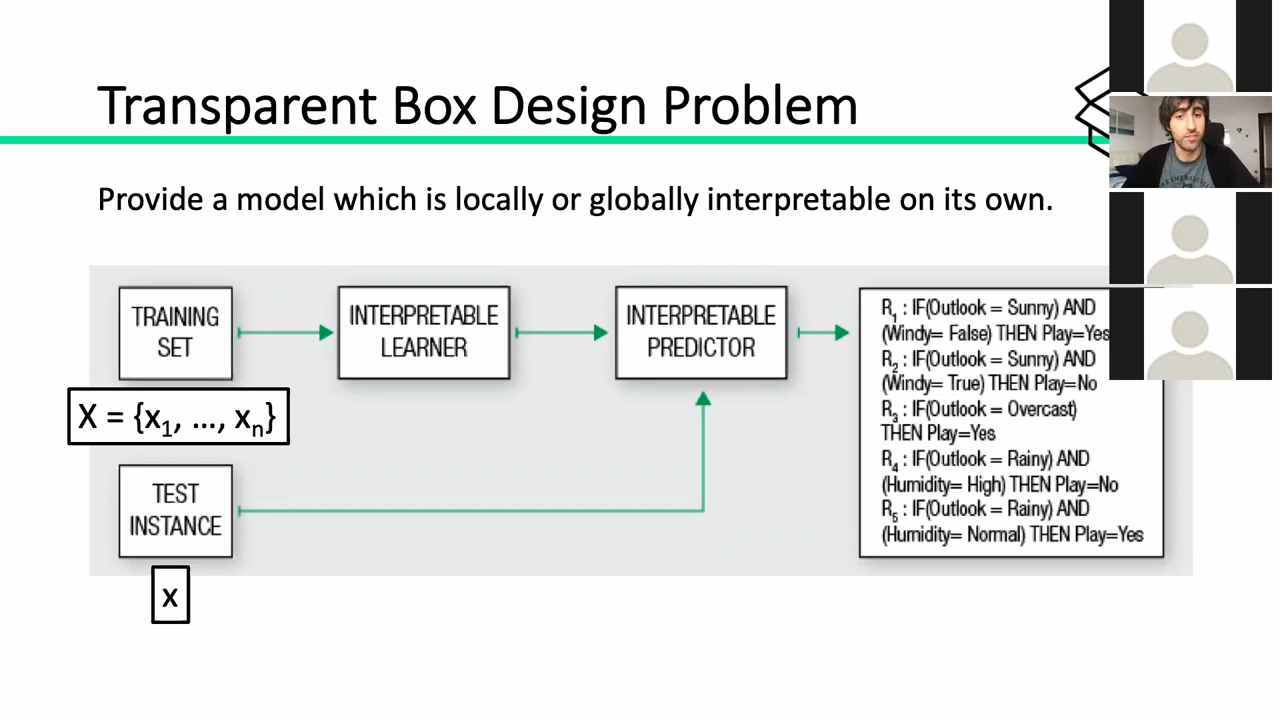 Transparent Box Design Problem
Provide a model which is locally or globally interpretable on its own.
TRAINING
SET
INTERPRETABLE
LEARNER
INTERPRETABLE
PREDICTOR
X = {x1, ..., xn}
TEST
INSTANCE
x
R1 : IF(Outlook = Sunny) AND
(Windy= False) THEN Play=Yes
R2 : IF(Outlook = Sunny) AND
(Windy= True) THEN Play=No
R3 : IF(Outlook = Overcast)
THEN Play=Yes
R4 : IF(Outlook = Rainy) AND
(Humidity= High) THEN Play=No
R5 : IF(Outlook = Rainy) AND
(Humidity= Normal) THEN Play=Yes